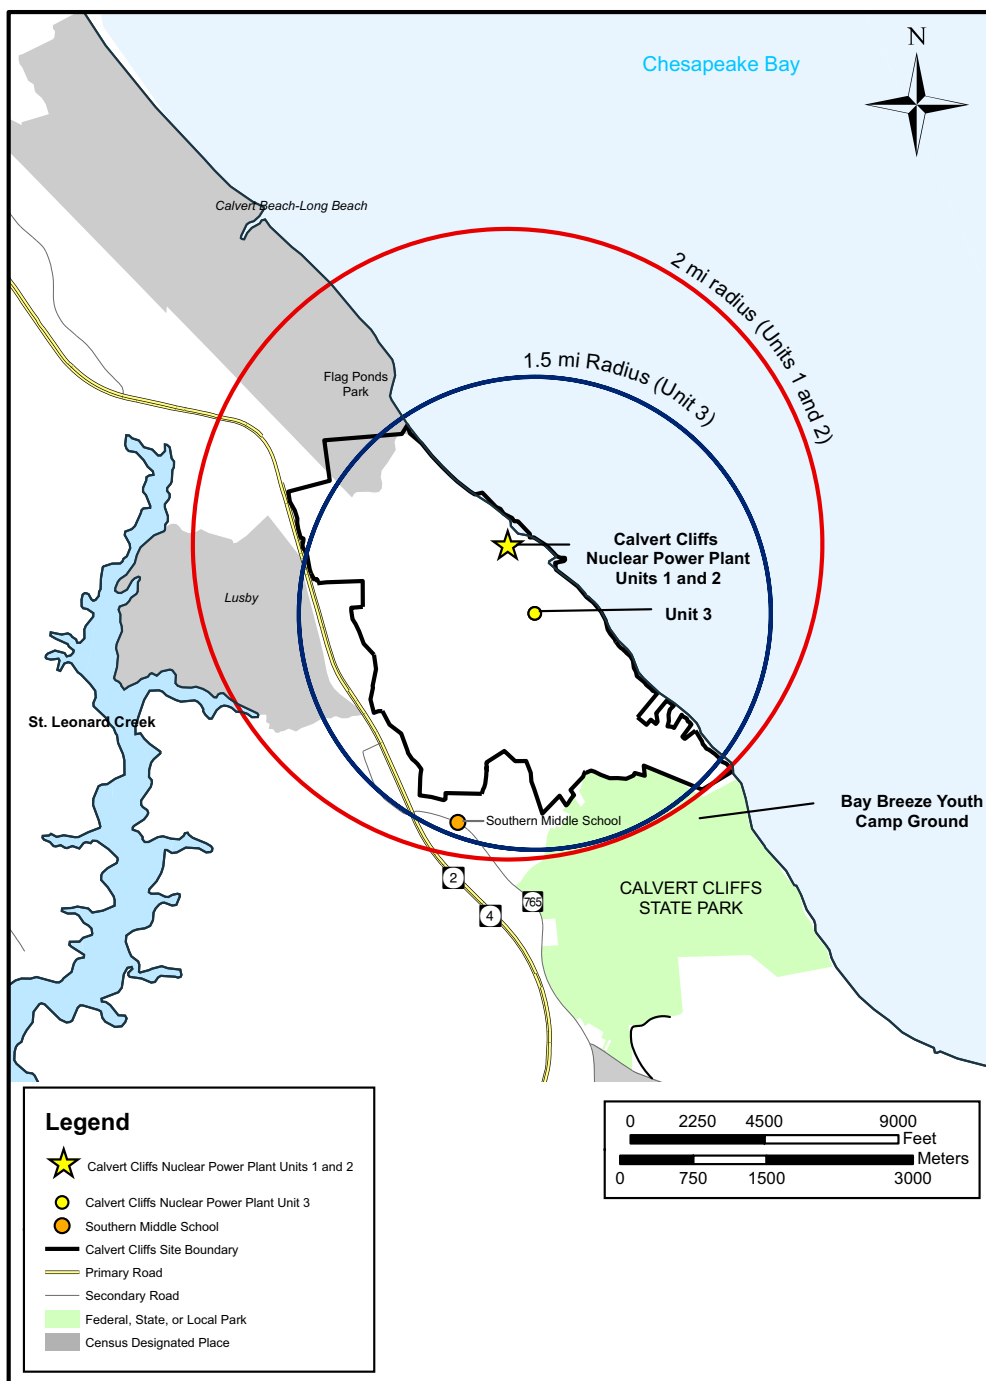 N
Chesapeake Bay
Calvert Beach-Long Beach
2 mi radius (Units 1 and 2)
1.5 mi Radius (Unit 3)
Flag Ponds
Park
Calvert Cliffs
Nuclear Power Plant
Units 1 and 2
Lusby
Unit 3
St. Leonard Creek
Bay Breeze Youth
Camp Ground
Southern Middle School
2
765
4
CALVERT CLIFFS
STATE PARK
Legend
Calvert Cliffs Nuclear Power Plant Units 1 and 2
Calvert Cliffs Nuclear Power Plant Unit 3
Southern Middle School
Calvert Cliffs Site Boundary
Primary Road
Secondary Road
Federal, State, or Local Park
Census Designated Place
0 2250 4500 9000
Feet
Meters
0 750 1500 3000